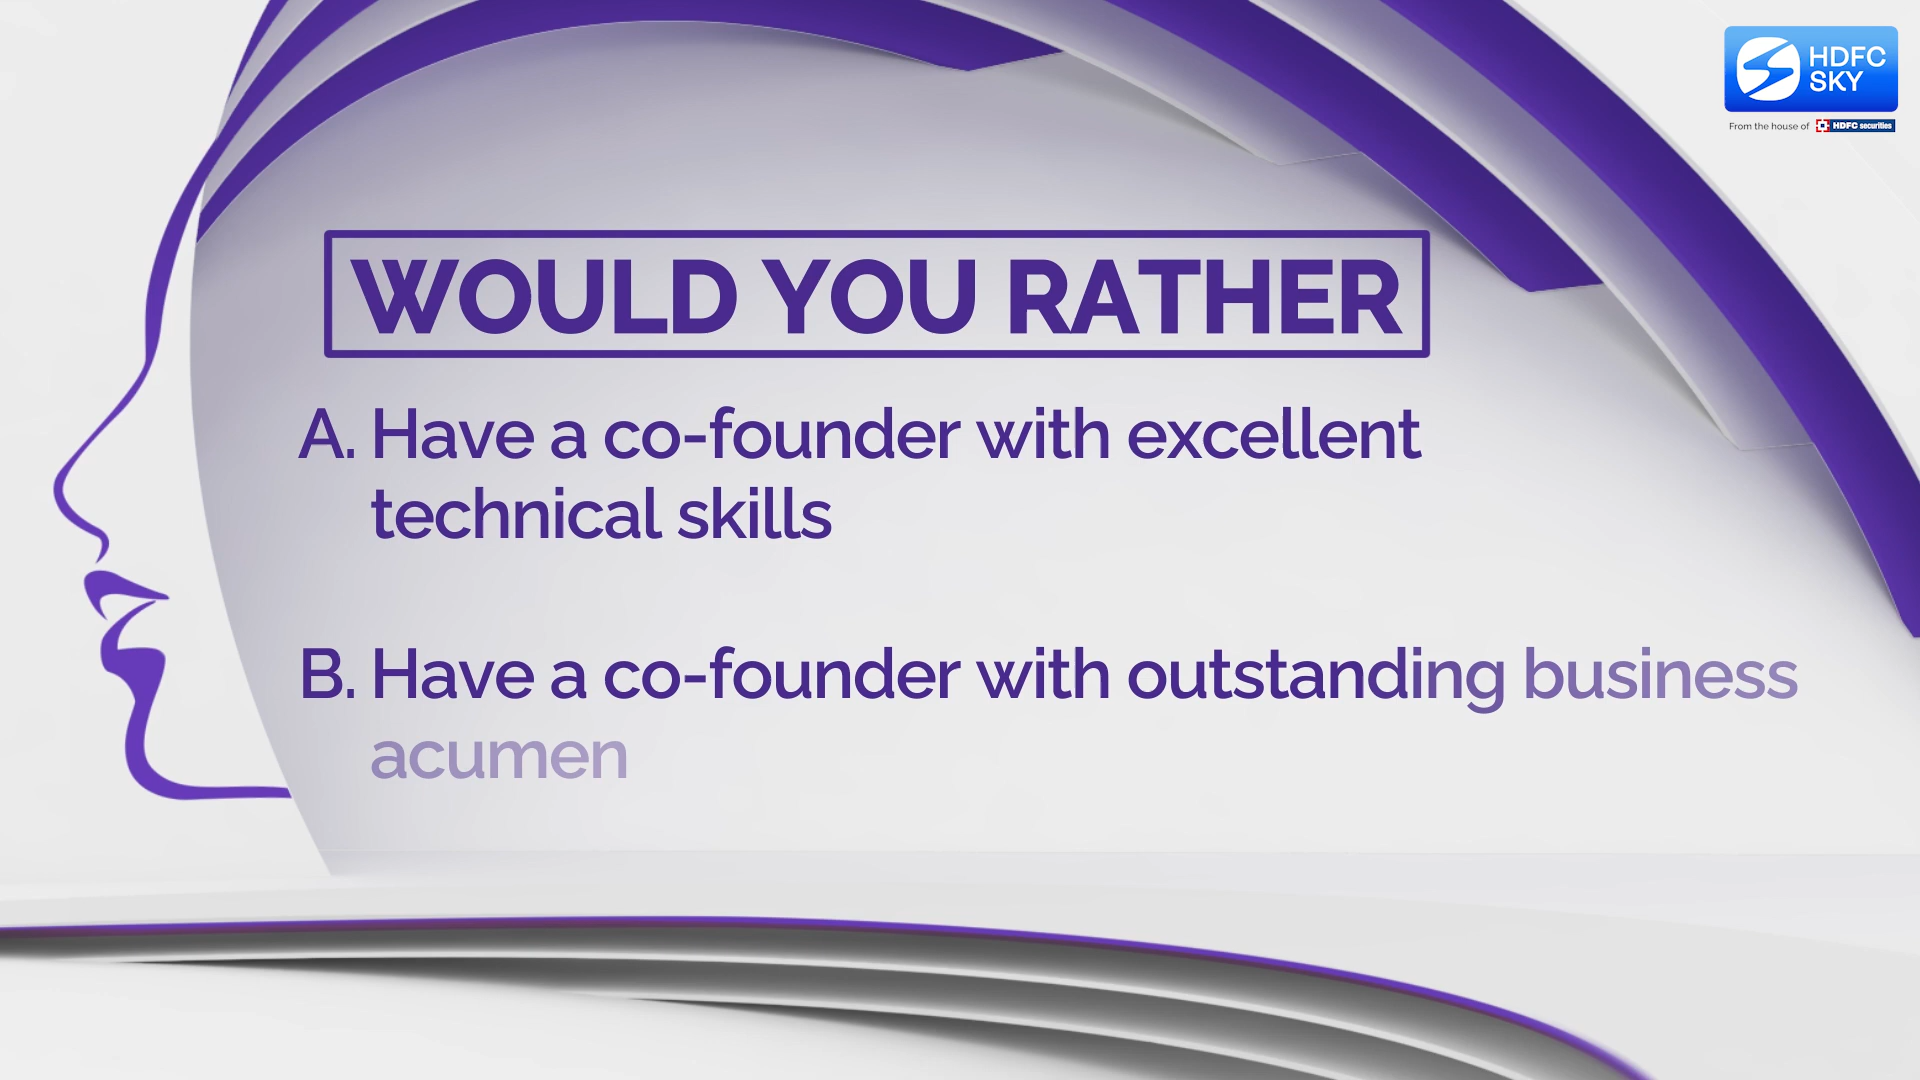 HDFC
SKY
From the house of HDFC securities
WOULD YOU RATHER
A. Have a co-founder with excellent
technical skills
B. Have a co-founder with outstanding business
acumen